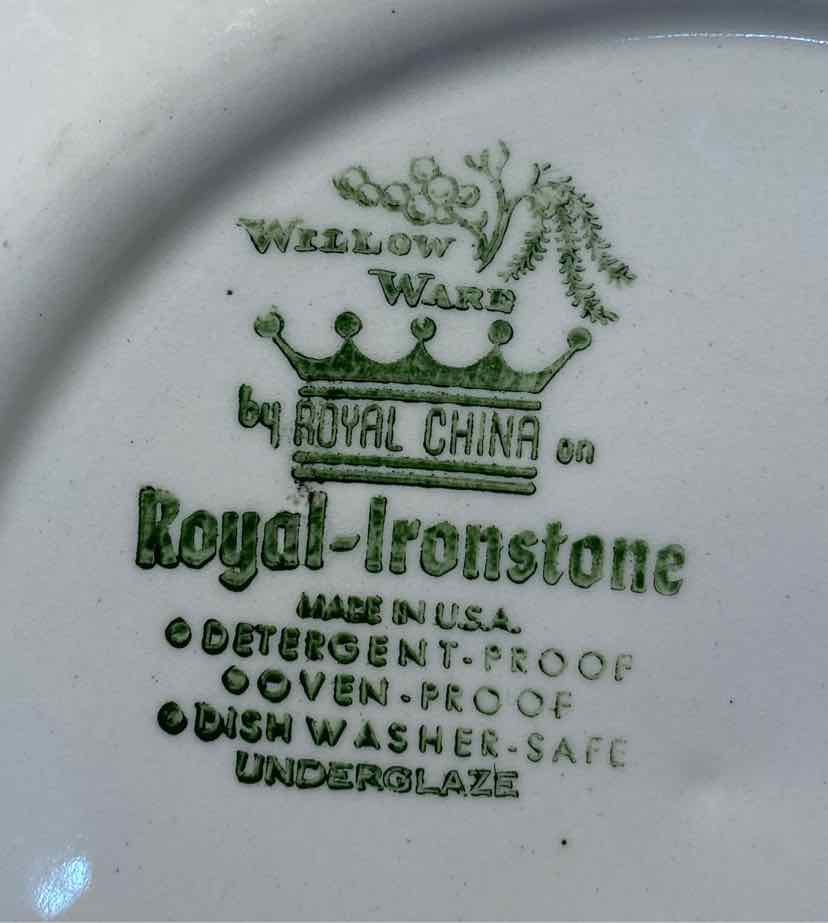 WILLOW
WARE
by ROYAL CHINA on
Royal-Ironstone
MADE IN U.S.A.
DETERGENT-PROOF
OVEN-PROOF
DISH WASHER-SAFE
UNDERGLAZE